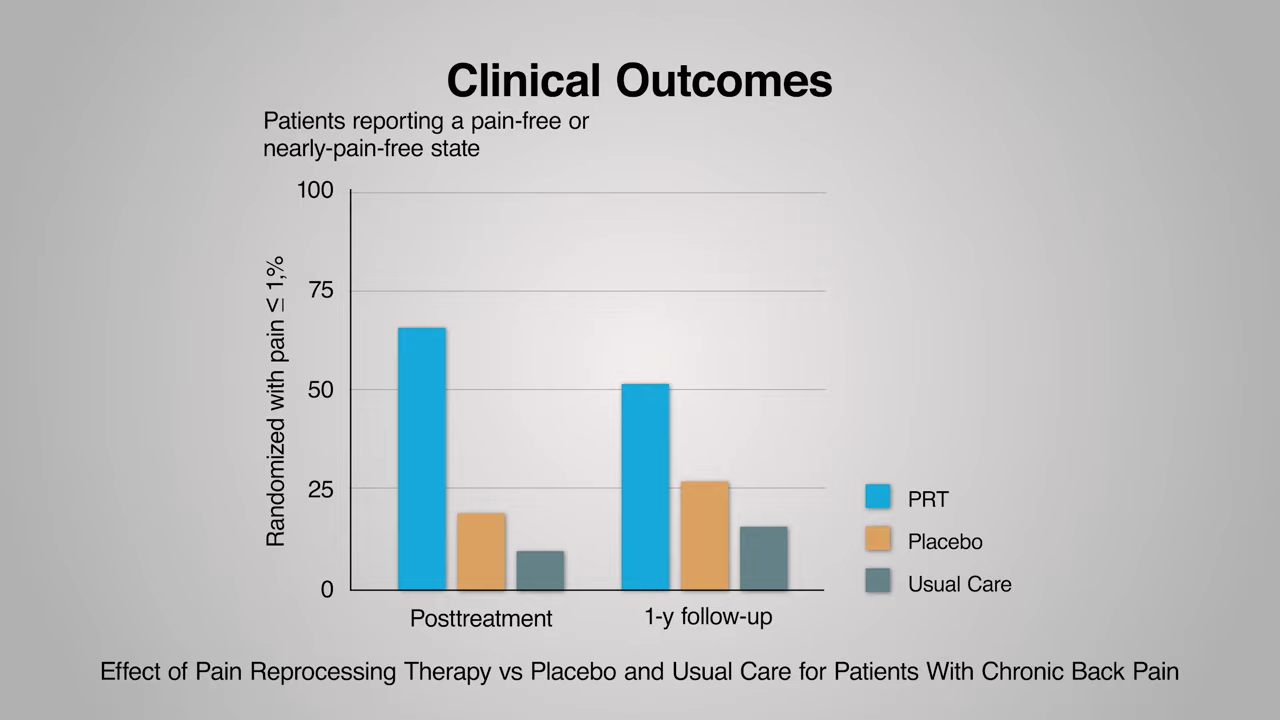 Clinical Outcomes
Patients reporting a pain-free or
nearly-pain-free state
Randomized with pain ≤ 1,%
100
75
50
25
0
Posttreatment
1-y follow-up
PRT
Placebo
Usual Care
Effect of Pain Reprocessing Therapy vs Placebo and Usual Care for Patients With Chronic Back Pain